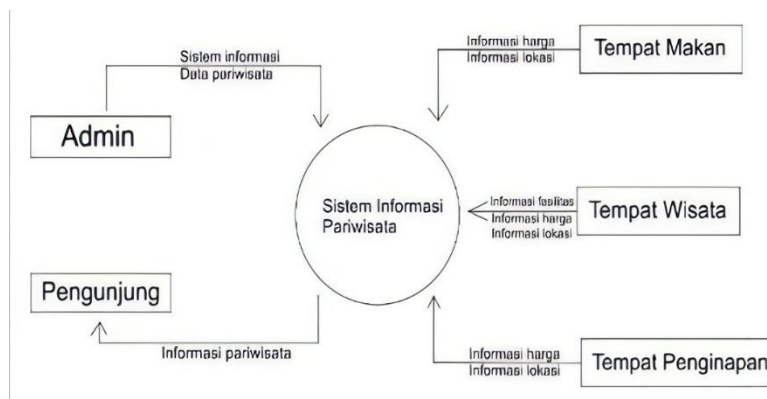 Sistem informasi
Data pariwisata
Admin
Informasi harga
Informasi lokasi
Tempat Makan
Sistem Informasi
Pariwisata
Informasi fasilitas
Informasi harga
Informasi lokasi
Tempat Wisata
Pengunjung
Informasi pariwisata
Informasi harga
Informasi lokasi
Tempat Penginapan